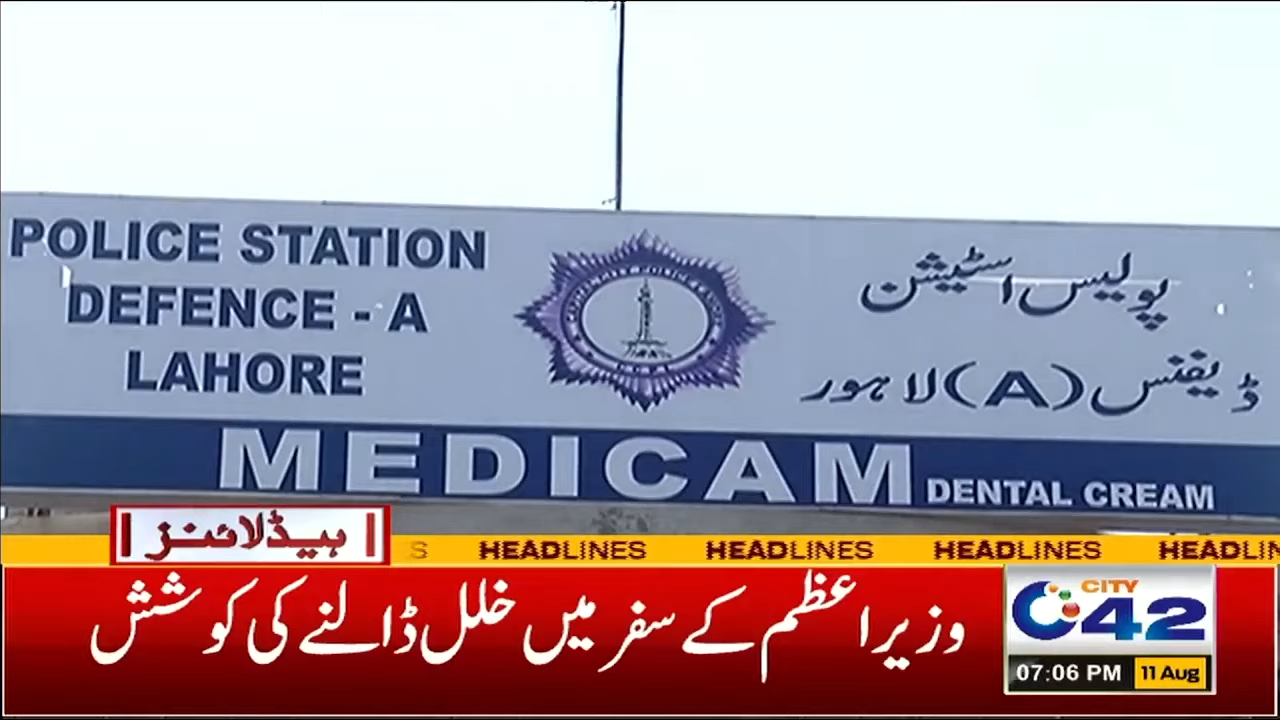 POLICE STATION
DEFENCE - A
LAHORE
پولیس اسٹیشن
ڈیفنس (A) لاہور
MEDICAM DENTAL CREAM
ہیڈلائنز
HEADLINES HEADLINES HEADLINES HEADLIN
وزیراعظم کے سفر میں خلل ڈالنے کی کوشش
CITY
42
07:06 PM 11 Aug